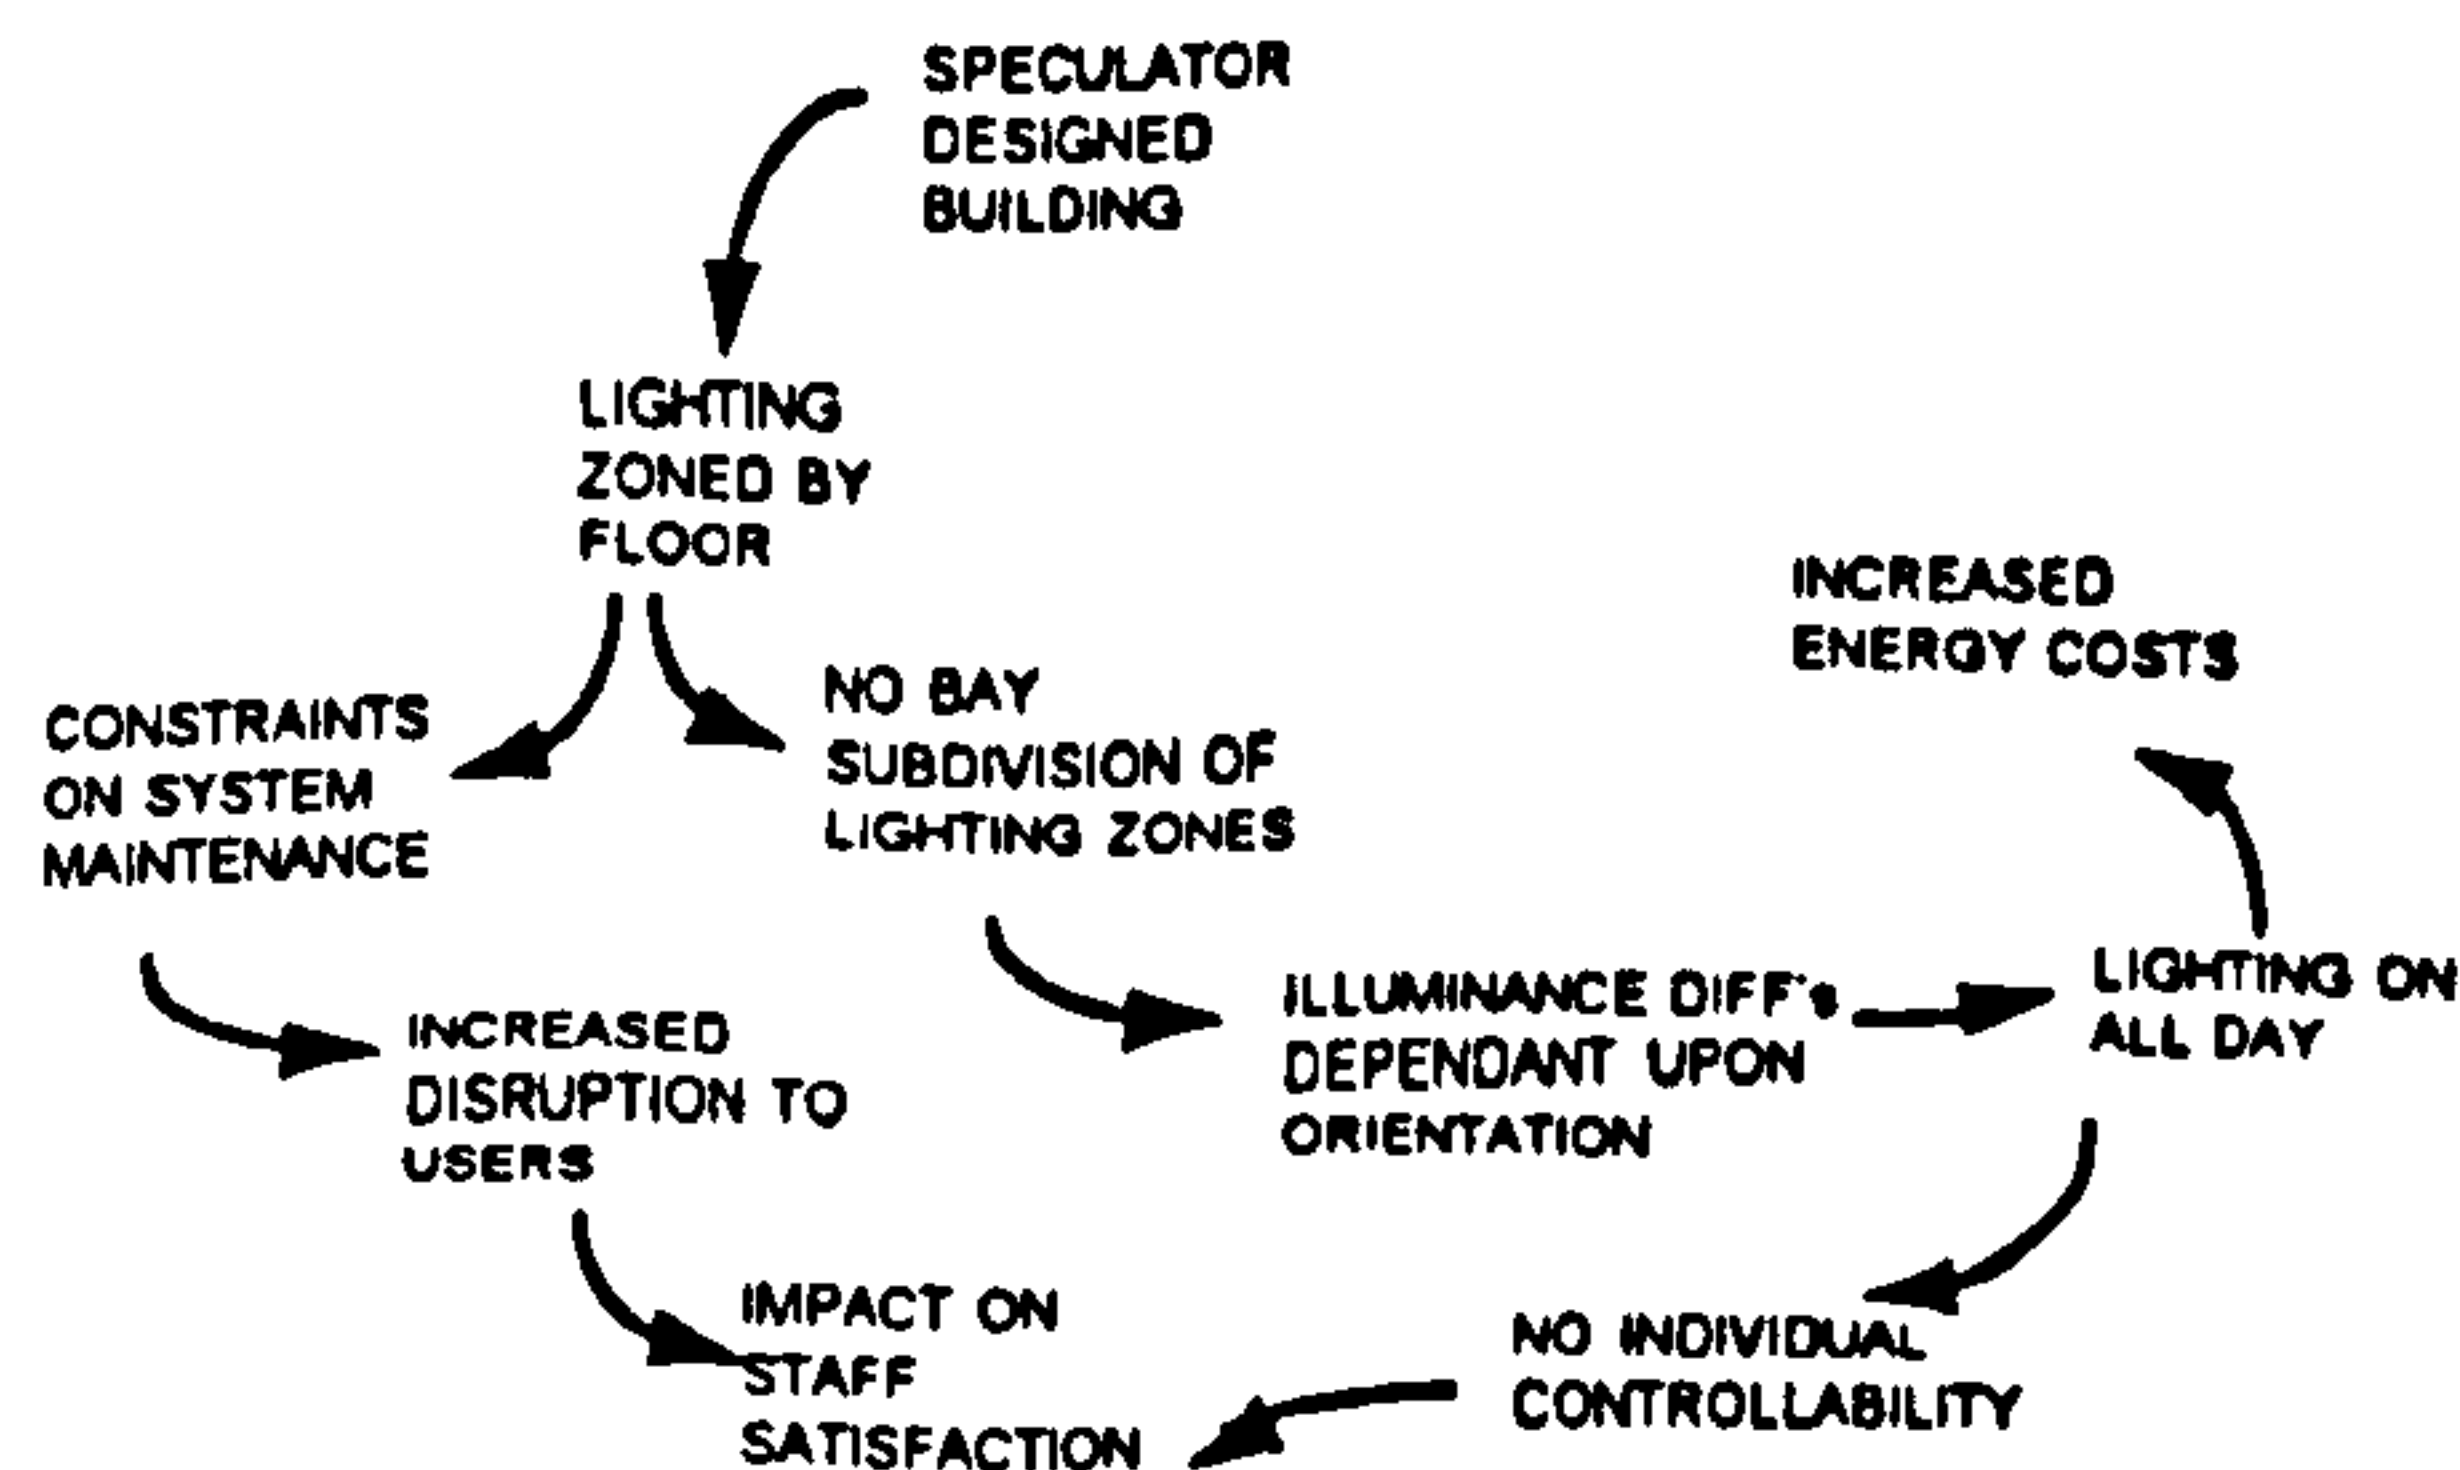 SPECULATOR
DESIGNED
BUILDING
LIGHTING
ZONED BY
FLOOR
INCREASED
ENERGY COSTS
NO BAY
SUBDIVISION OF
LIGHTING ZONES
CONSTRAINTS
ON SYSTEM
MAINTENANCE
ILLUMINANCE DIFF's
DEPENDANT UPON
ORIENTATION
LIGHTING ON
ALL DAY
INCREASED
DISRUPTION TO
USERS
IMPACT ON
STAFF
SATISFACTION
NO INDIVIDUAL
CONTROLLABILITY